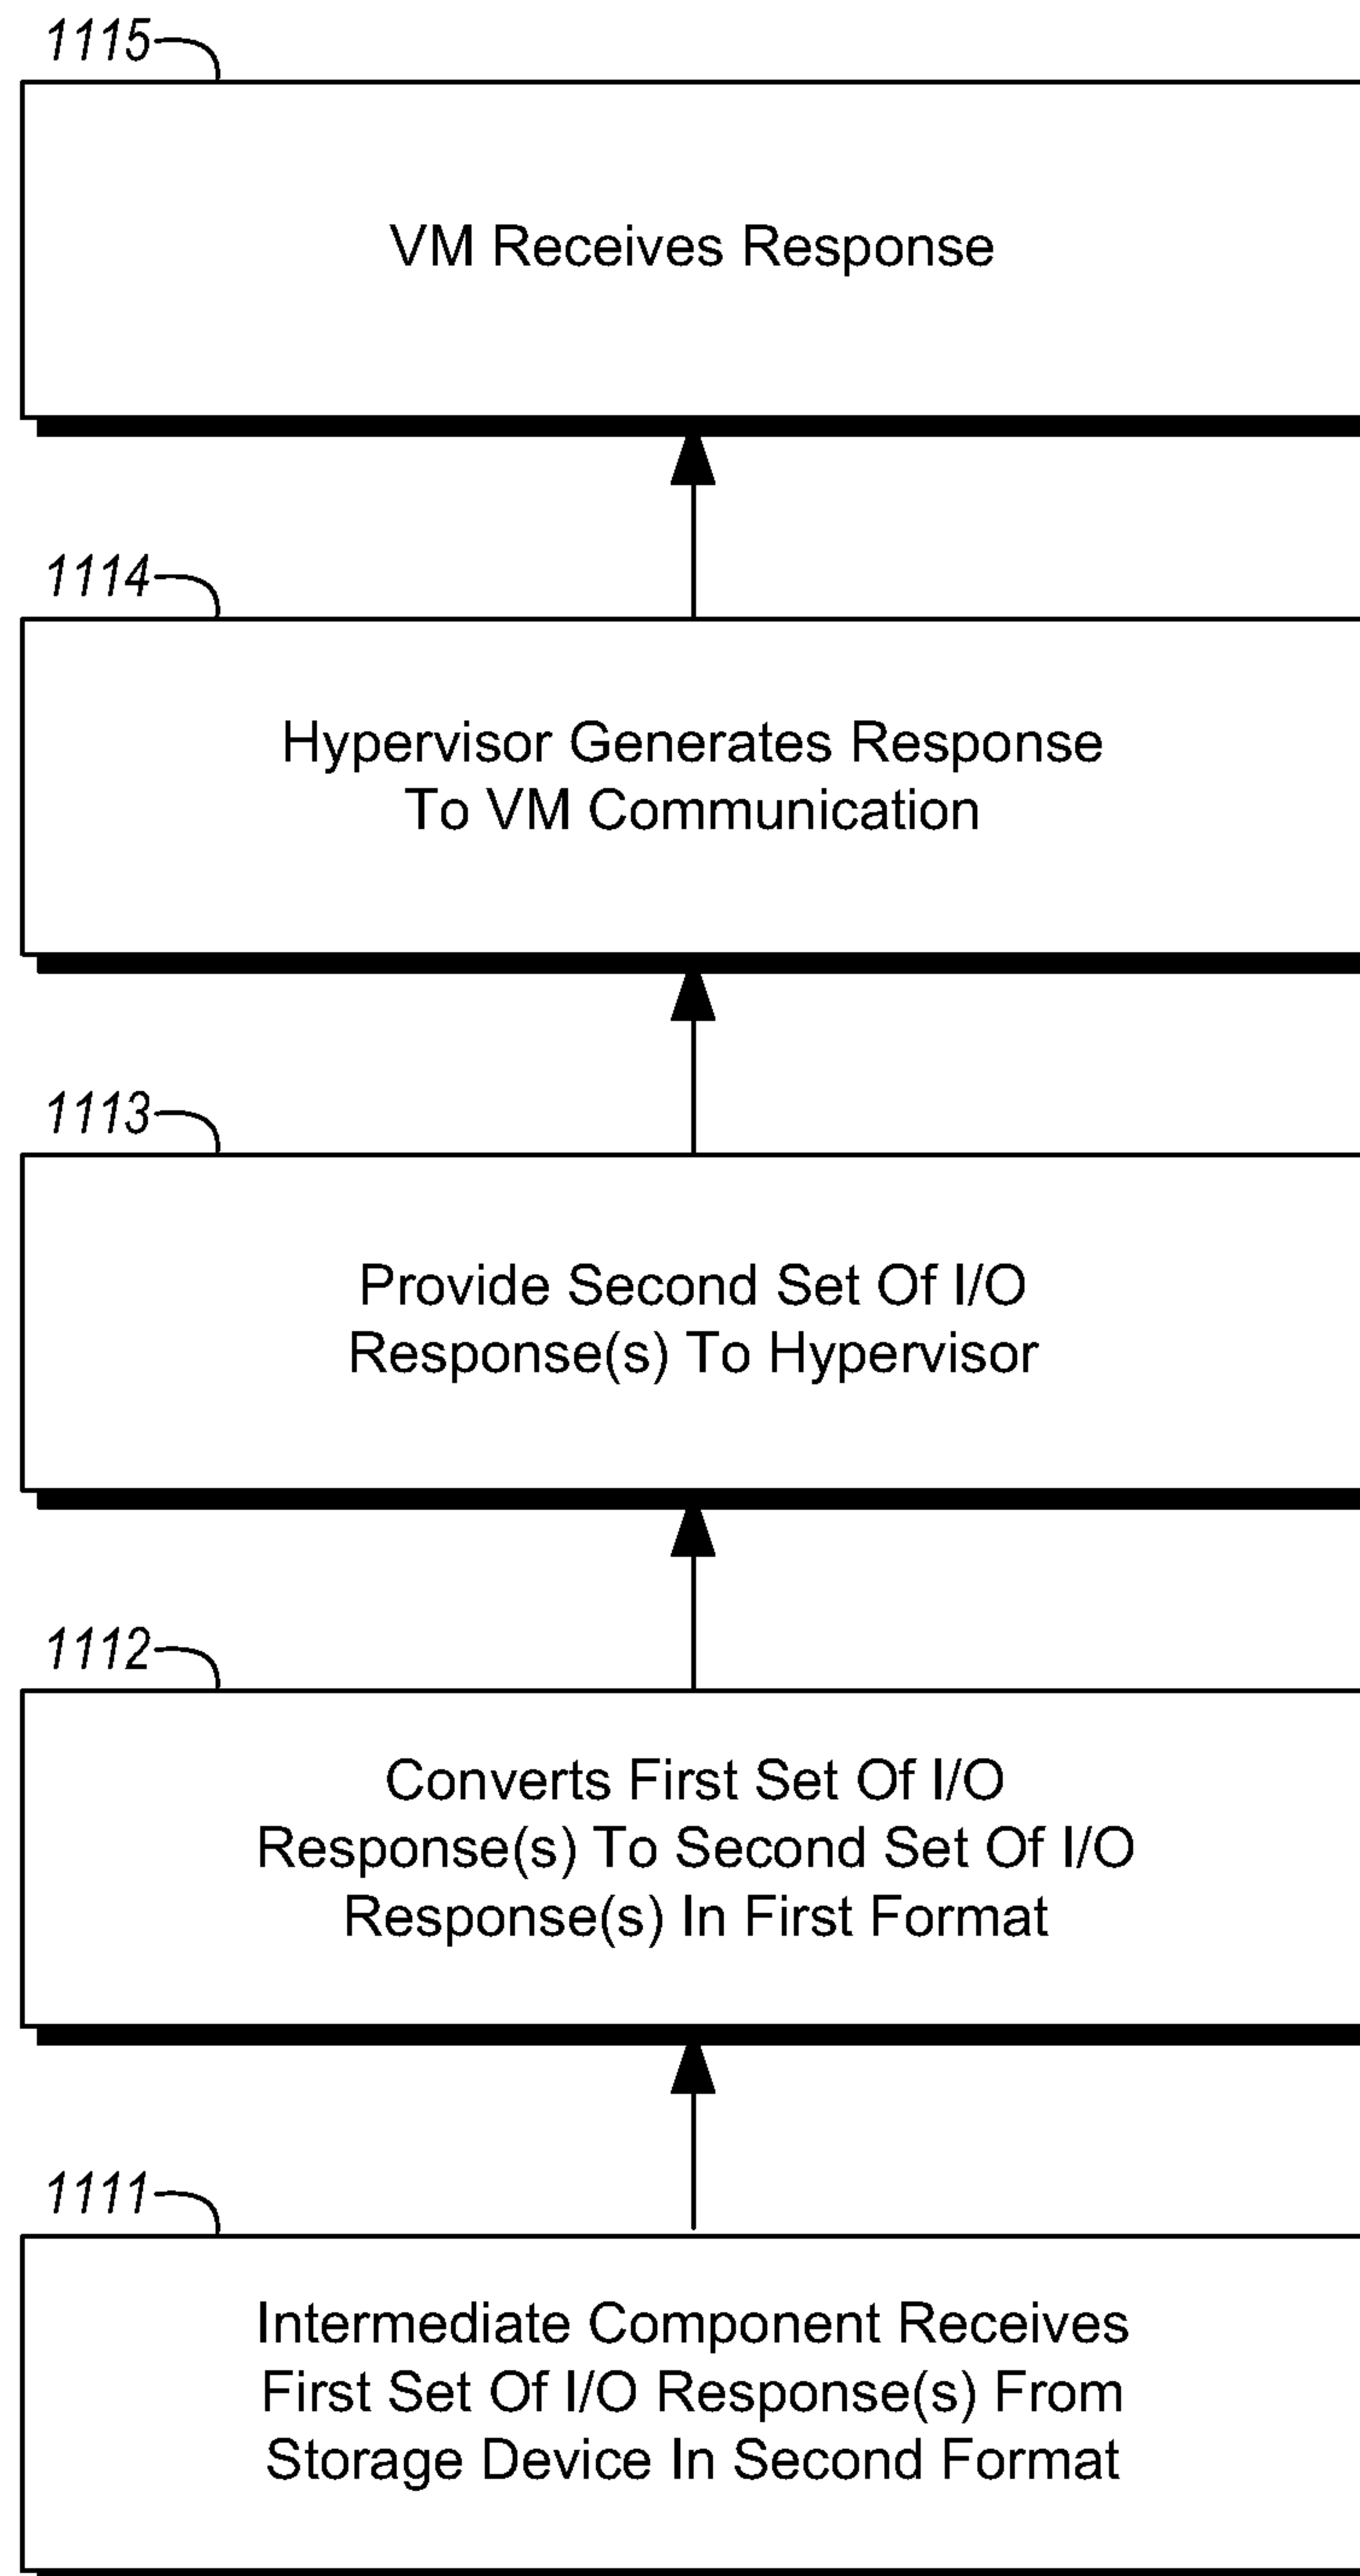 1115
VM Receives Response
1114
Hypervisor Generates Response
To VM Communication
1113
Provide Second Set Of I/O
Response(s) To Hypervisor
1112
Converts First Set Of I/O
Response(s) To Second Set Of I/O
Response(s) In First Format
1111
Intermediate Component Receives
First Set Of I/O Response(s) From
Storage Device In Second Format